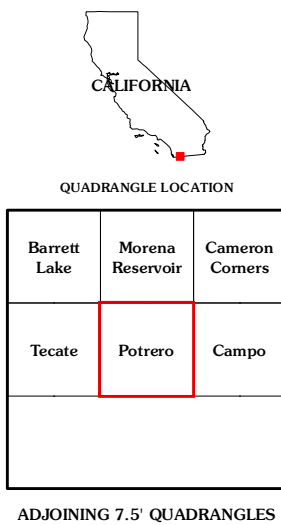 CALIFORNIA
QUADRANGLE LOCATION
Barrett Lake
Morena Reservoir
Cameron Corners
Tecate
Potrero
Campo
ADJOINING 7.5' QUADRANGLES